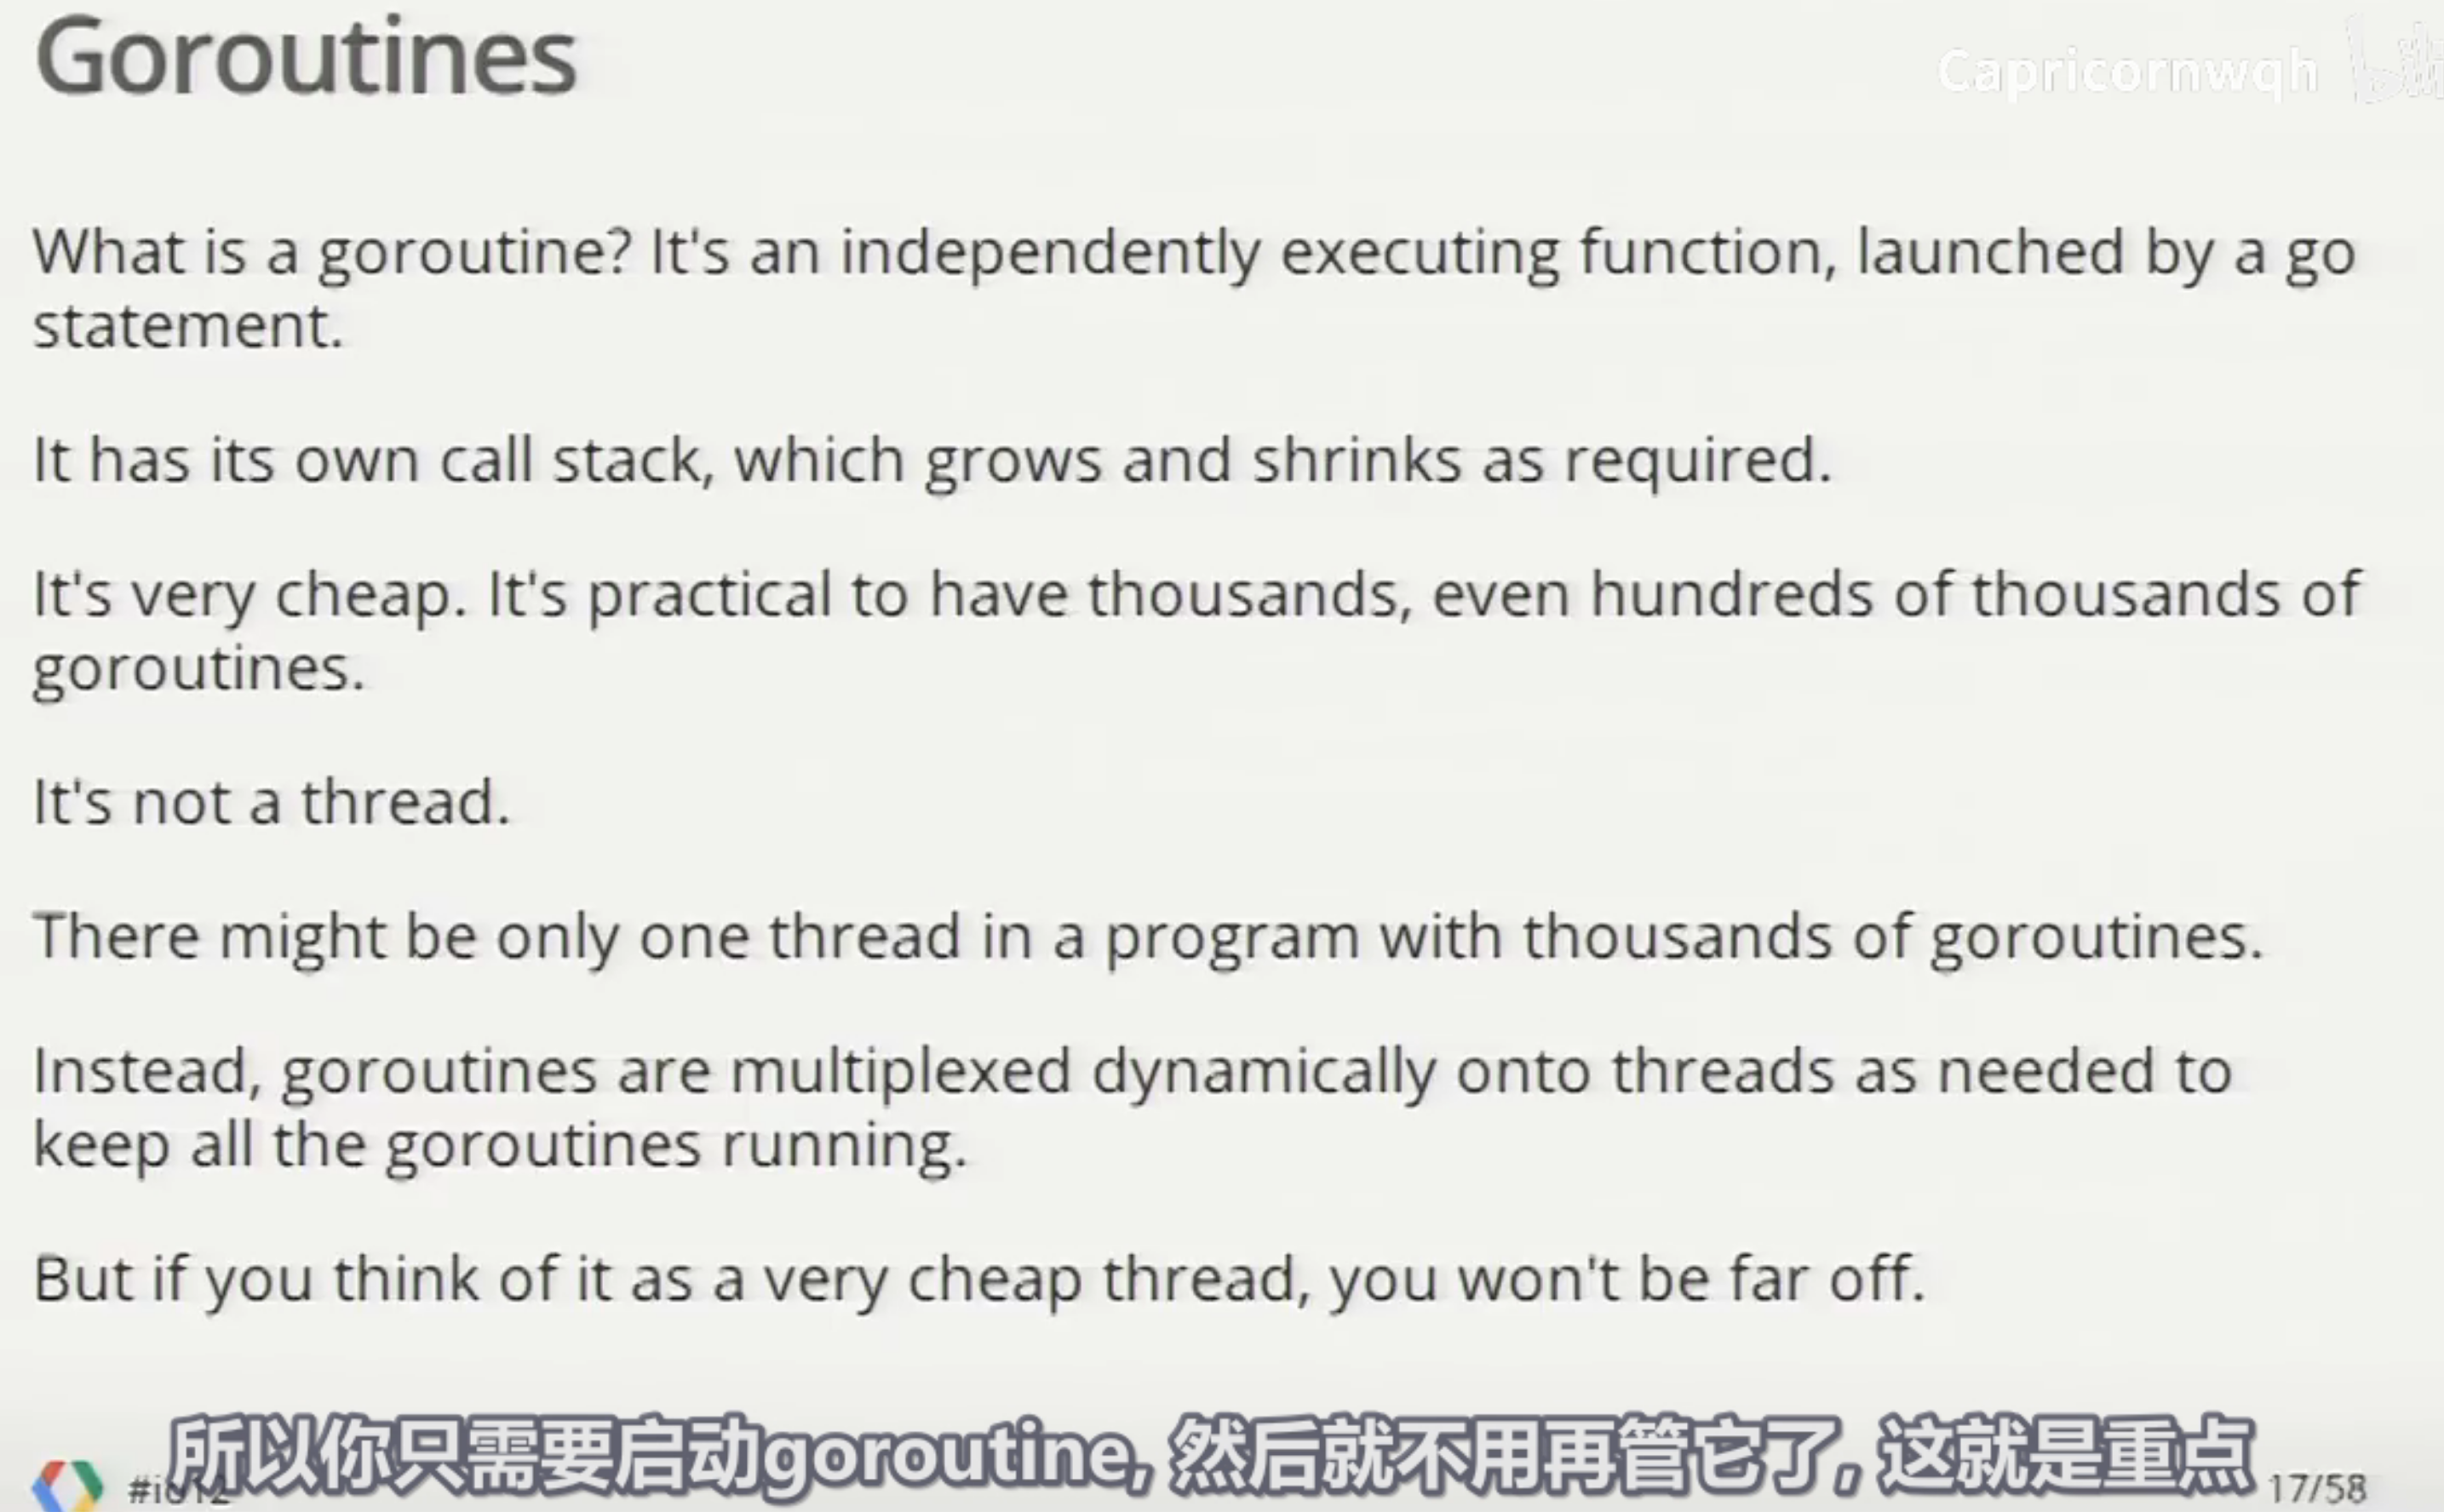 Goroutines
Capricornwqh
What is a goroutine? It's an independently executing function, launched by a go
statement.
It has its own call stack, which grows and shrinks as required.
It's very cheap. It's practical to have thousands, even hundreds of thousands of
goroutines.
It's not a thread.
There might be only one thread in a program with thousands of goroutines.
Instead, goroutines are multiplexed dynamically onto threads as needed to
keep all the goroutines running.
But if you think of it as a very cheap thread, you won't be far off.
所以你只需要启动goroutine, 然后就不用再管它了, 这就是重点
#io12
17/58